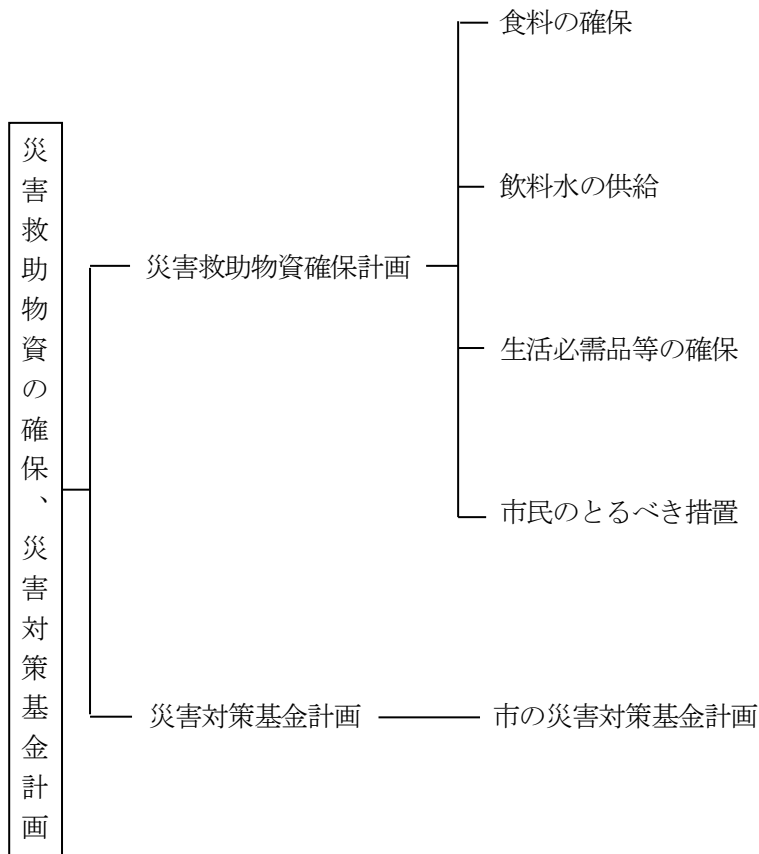 災害救助物資の確保、災害対策基金計画
災害救助物資確保計画
食料の確保
飲料水の供給
生活必需品等の確保
市民のとるべき措置
災害対策基金計画
市の災害対策基金計画